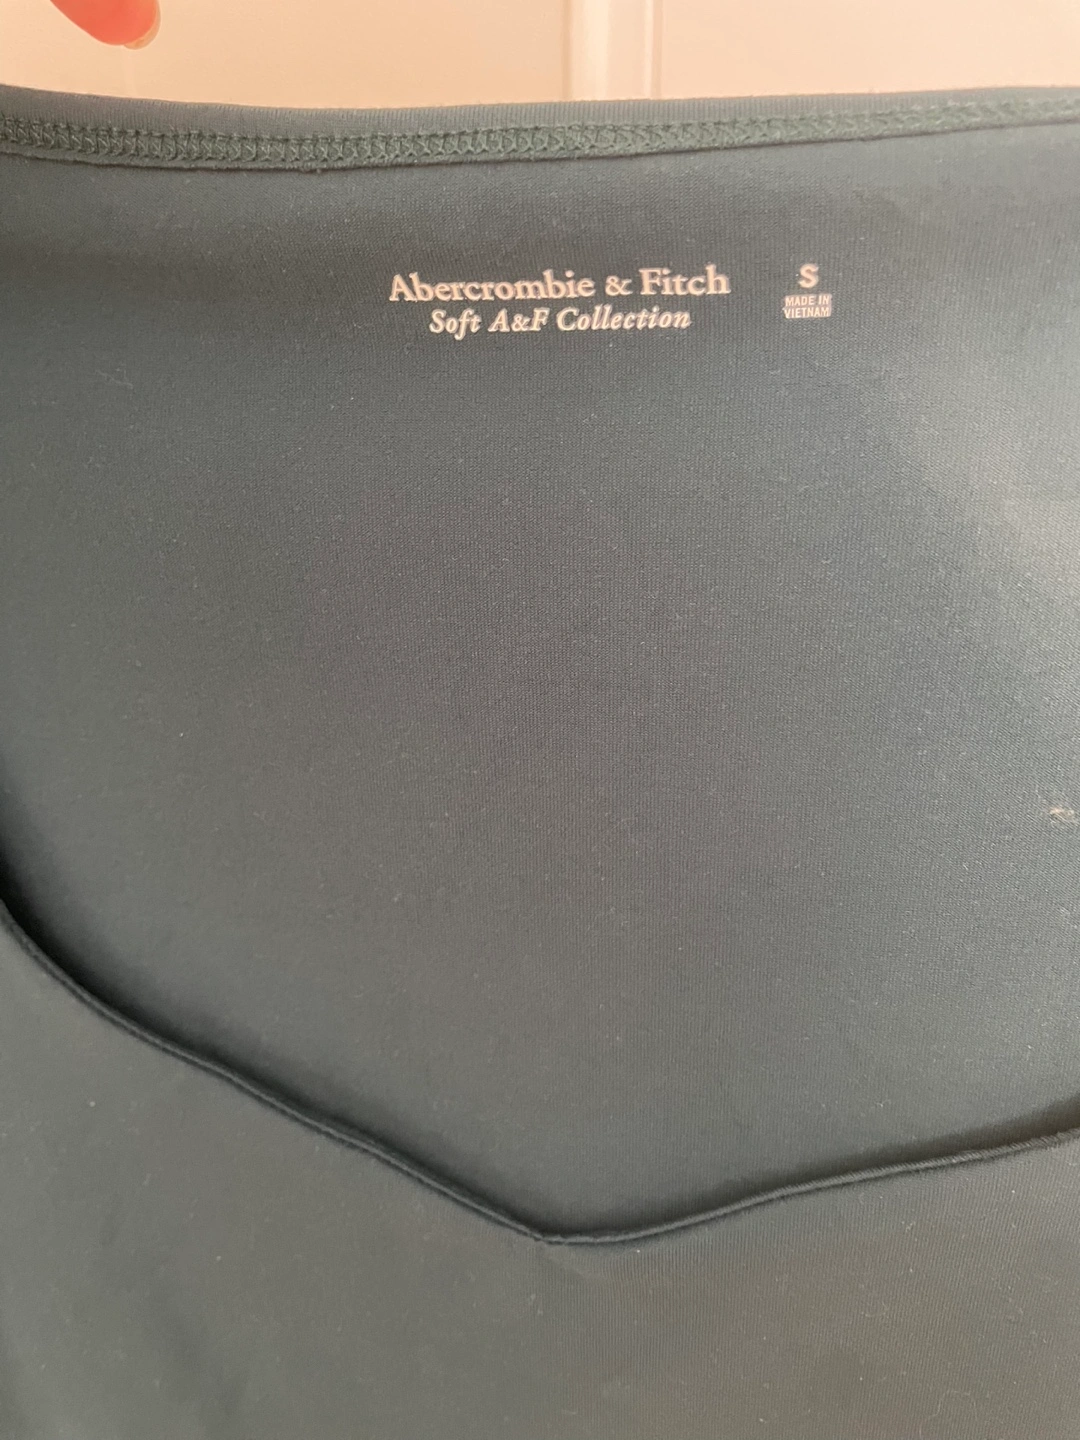 Abercrombie & Fitch
Soft A&F Collection
S
MADE IN
VIETNAM